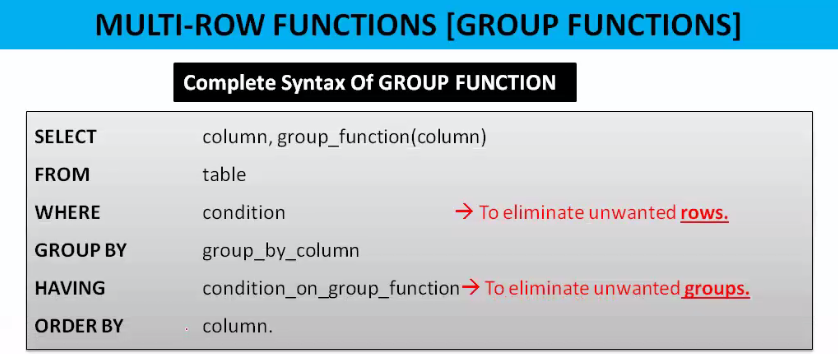 MULTI-ROW FUNCTIONS [GROUP FUNCTIONS]
Complete Syntax Of GROUP FUNCTION
SELECT column, group_function(column)
FROM table
WHERE condition → To eliminate unwanted rows.
GROUP BY group_by_column
HAVING condition_on_group_function→ To eliminate unwanted groups.
ORDER BY column.